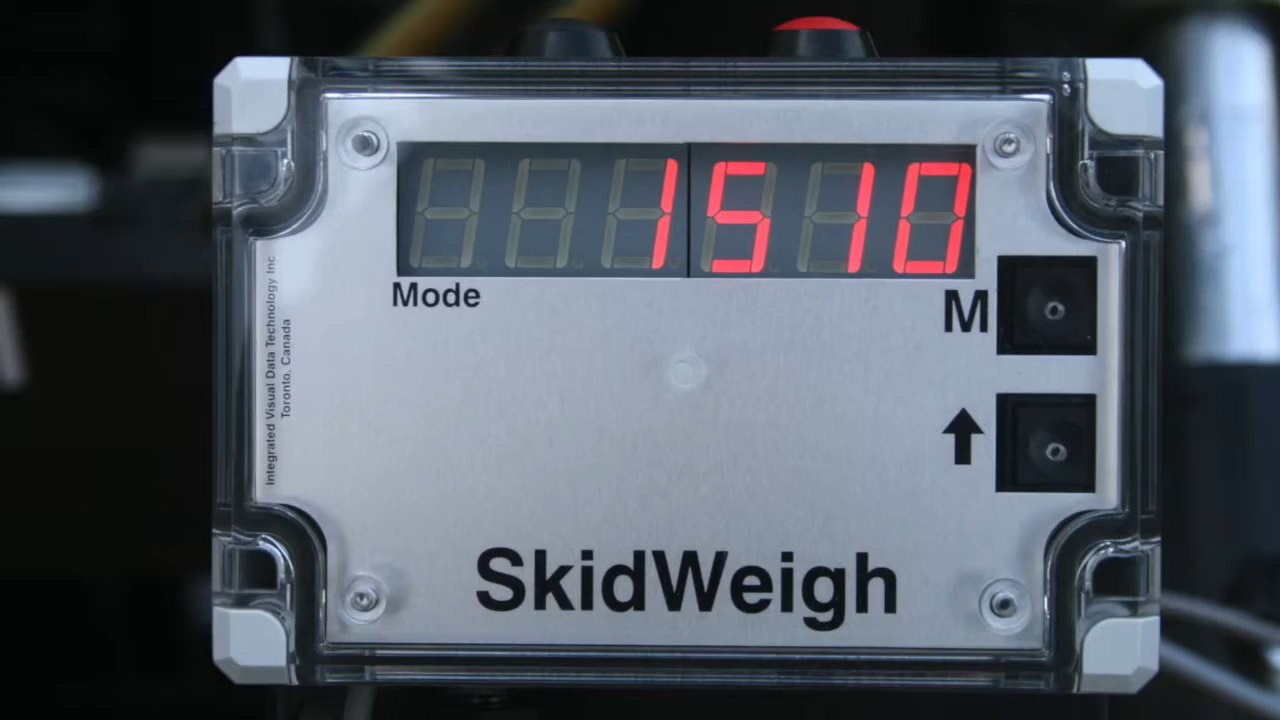 1510
Mode
M
Integrated Visual Data Technology Inc
Toronto, Canada
SkidWeigh